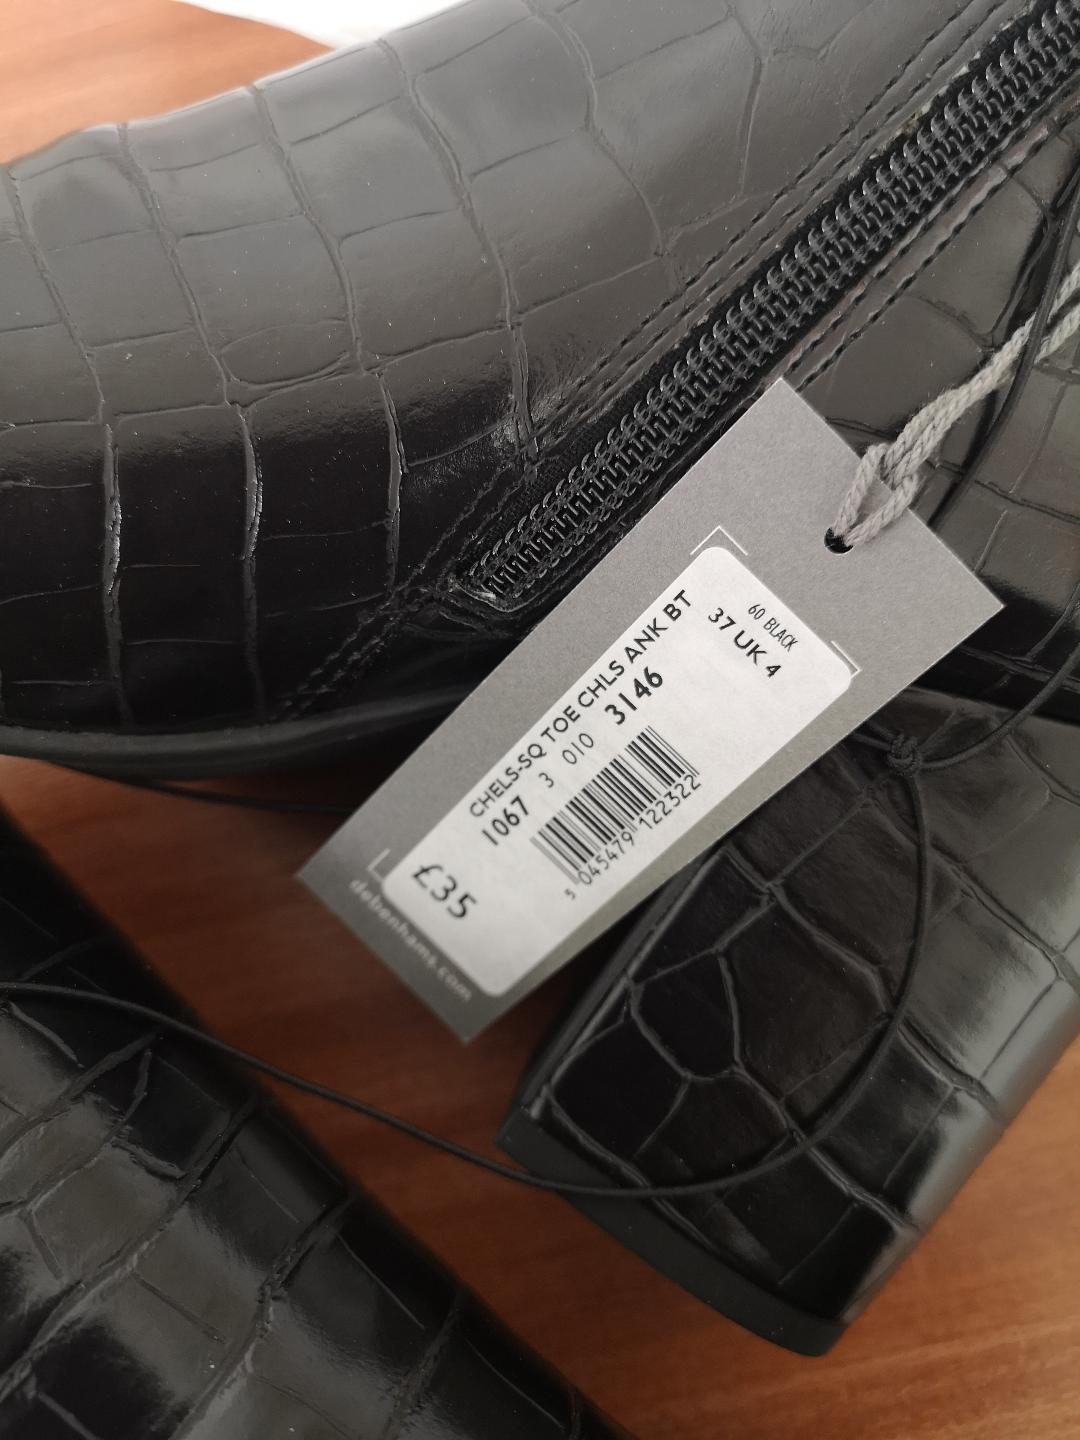 60 BLACK
37 UK 4
CHELS-SQ TOE CHLS ANK BT
1067 3 010 3146
5 045479 122322
£35
debenhams.com